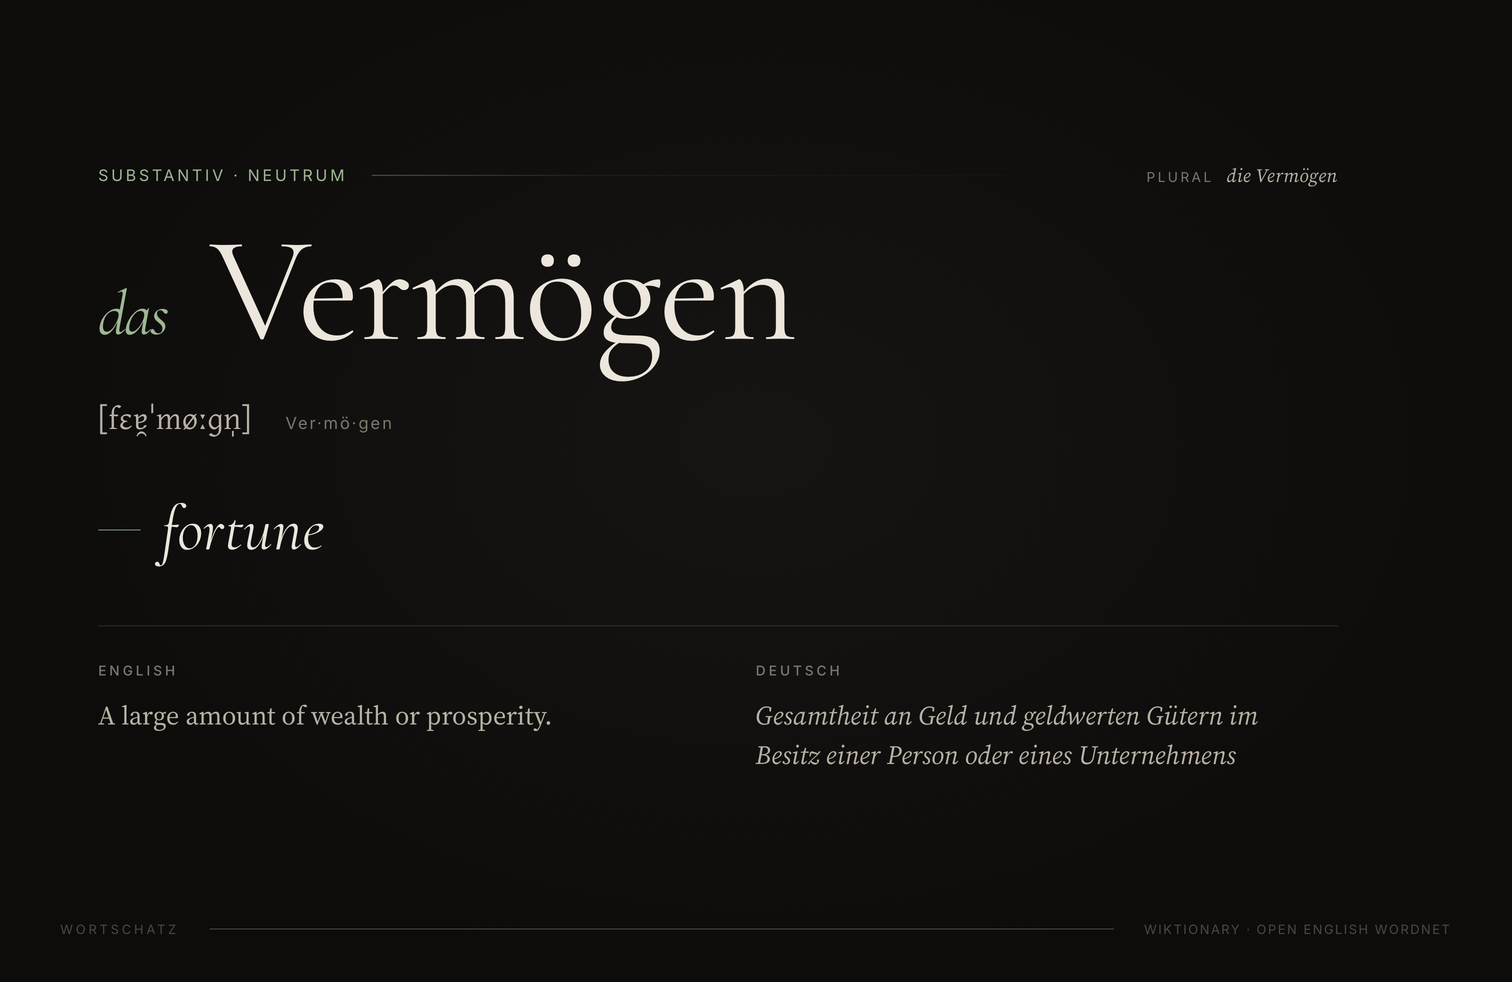 SUBSTANTIV · NEUTRUM
PLURAL die Vermögen
das Vermögen
[fɛɐ̯ˈmøːɡn̩] Ver·mö·gen
— fortune
ENGLISH
A large amount of wealth or prosperity.
DEUTSCH
Gesamtheit an Geld und geldwerten Gütern im
Besitz einer Person oder eines Unternehmens
WORTSCHATZ
WIKTIONARY · OPEN ENGLISH WORDNET